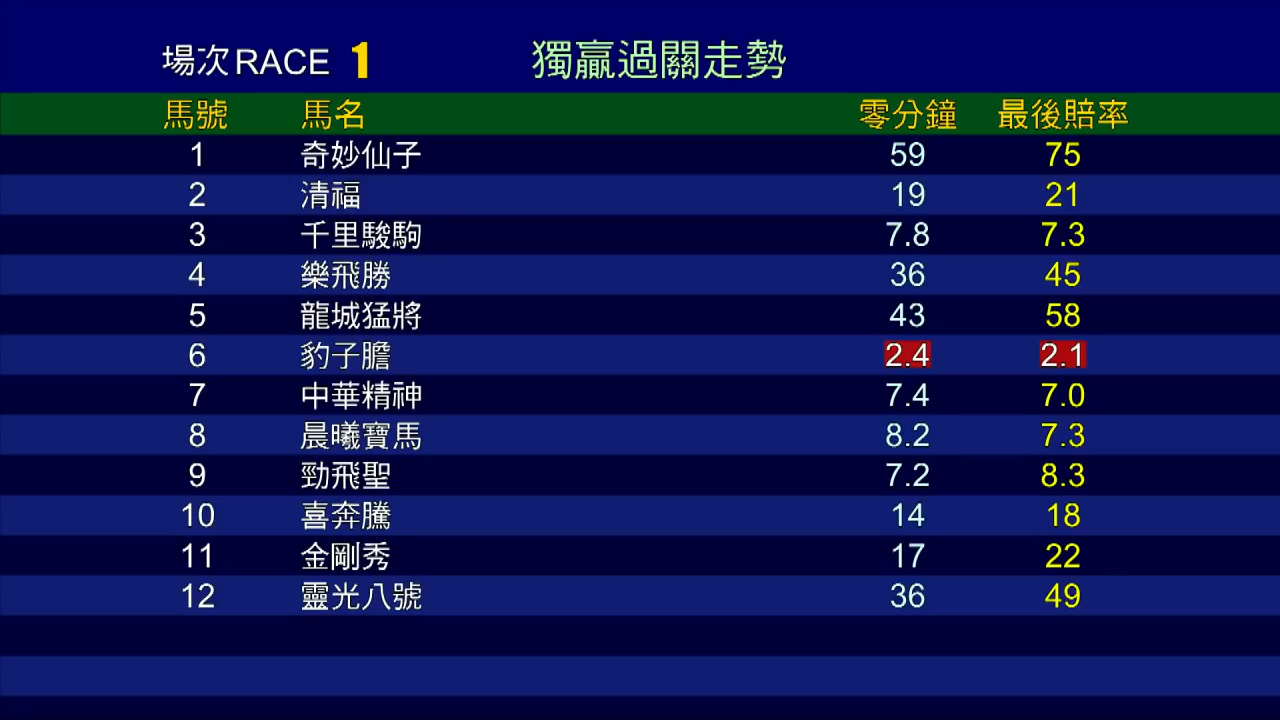 場次RACE 1 獨贏過關走勢
馬號 馬名 零分鐘 最後賠率
1 奇妙仙子 59 75
2 清福 19 21
3 千里駿駒 7.8 7.3
4 樂飛勝 36 45
5 龍城猛將 43 58
6 豹子膽 2.4 2.1
7 中華精神 7.4 7.0
8 晨曦寶馬 8.2 7.3
9 勁飛聖 7.2 8.3
10 喜奔騰 14 18
11 金剛秀 17 22
12 靈光八號 36 49